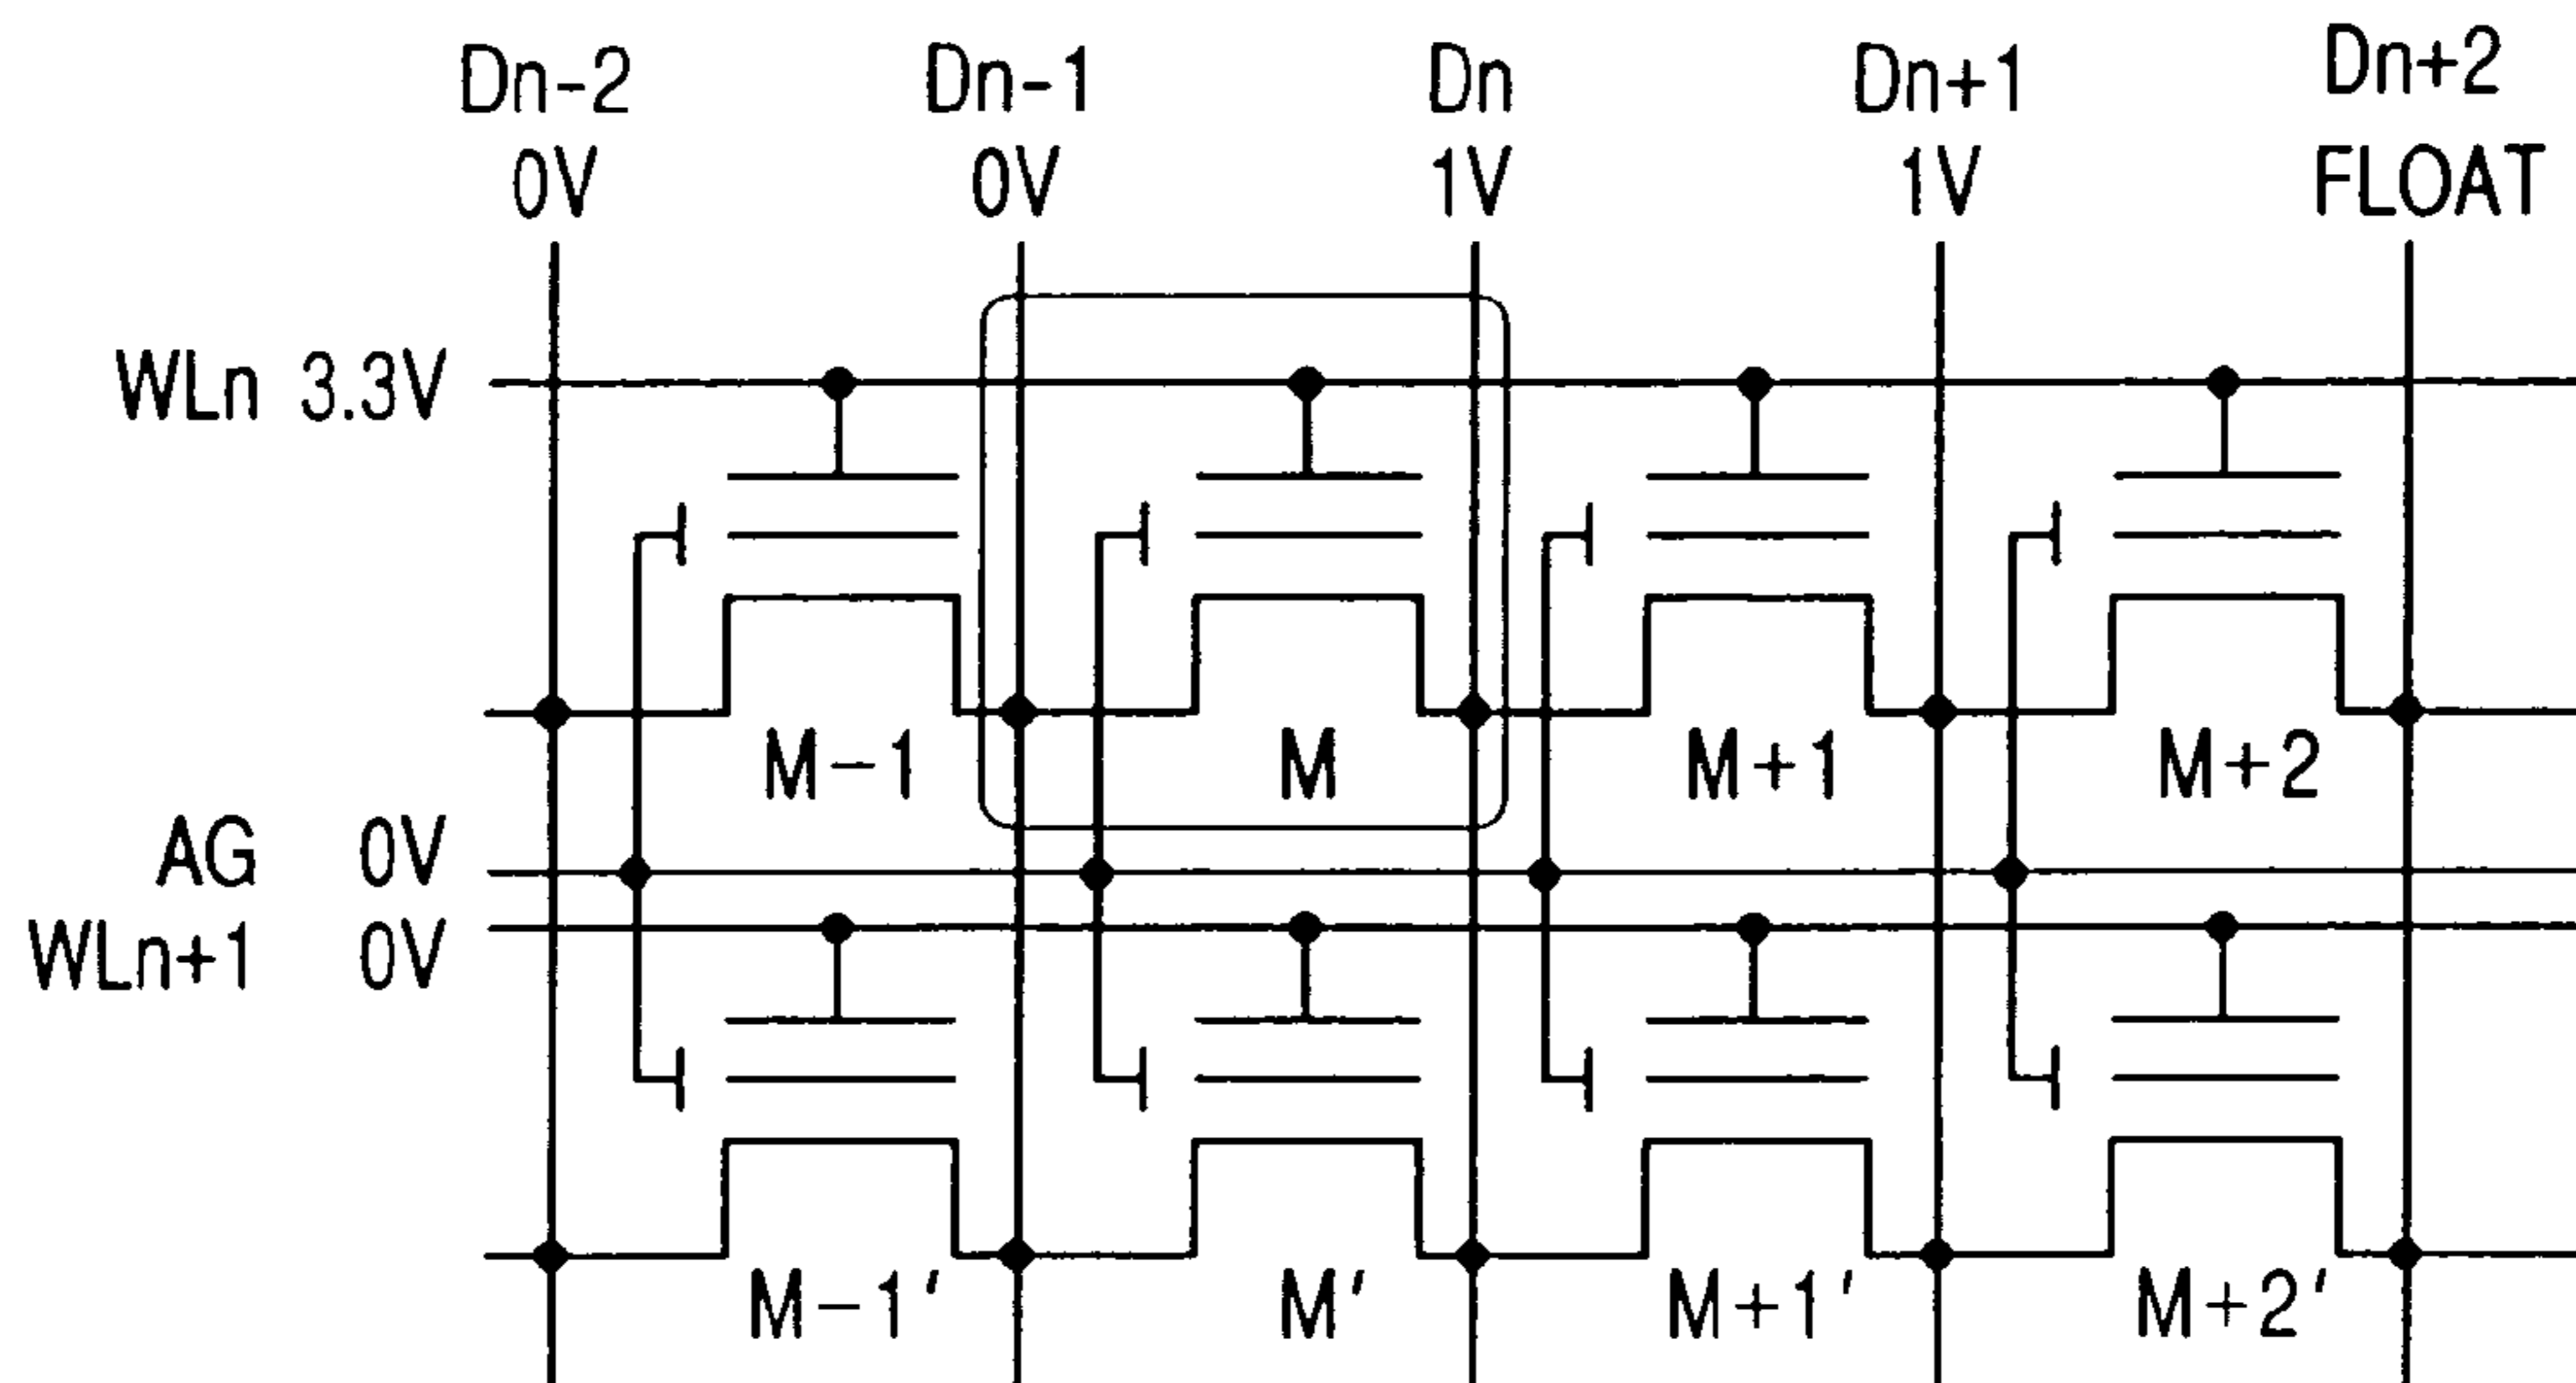 Dn-2 Dn-1 Dn Dn+1 Dn+2
0V 0V 1V 1V FLOAT
WLn 3.3V
M-1 M M+1 M+2
AG 0V
WLn+1 0V
M-1' M' M+1' M+2'